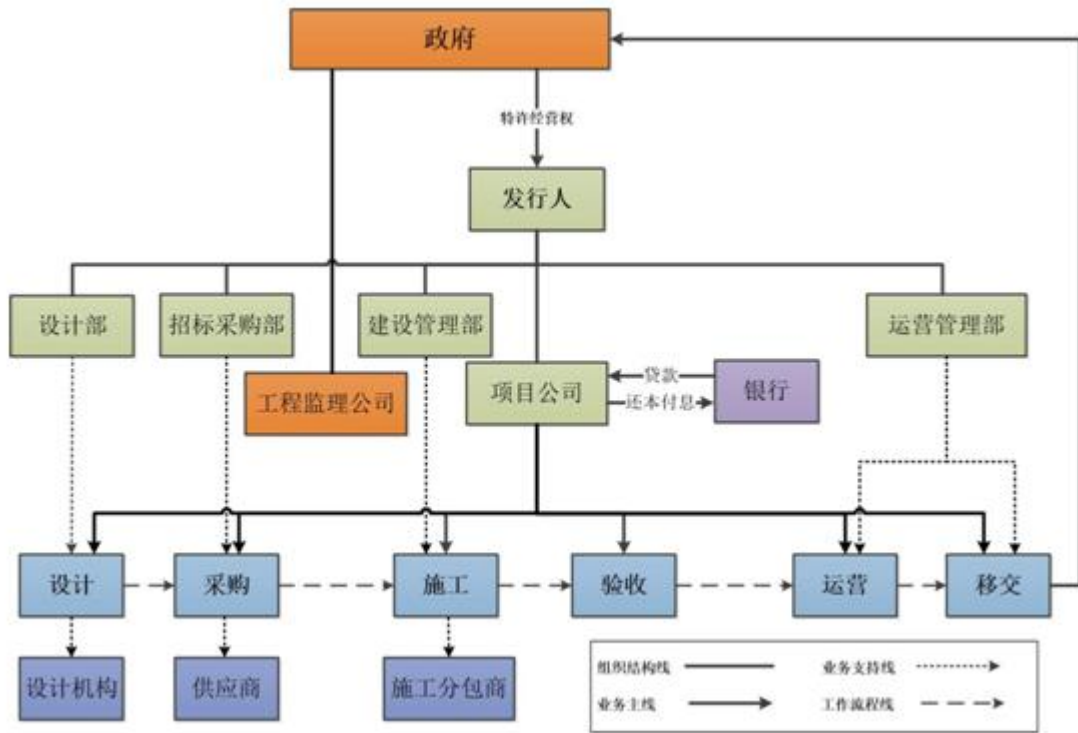 政府
特许经营权
发行人
设计部
招标采购部
建设管理部
运营管理部
工程监理公司
项目公司
贷款
还本付息
银行
设计
采购
施工
验收
运营
移交
设计机构
供应商
施工分包商
组织结构线
业务支持线
业务主线
工作流程线